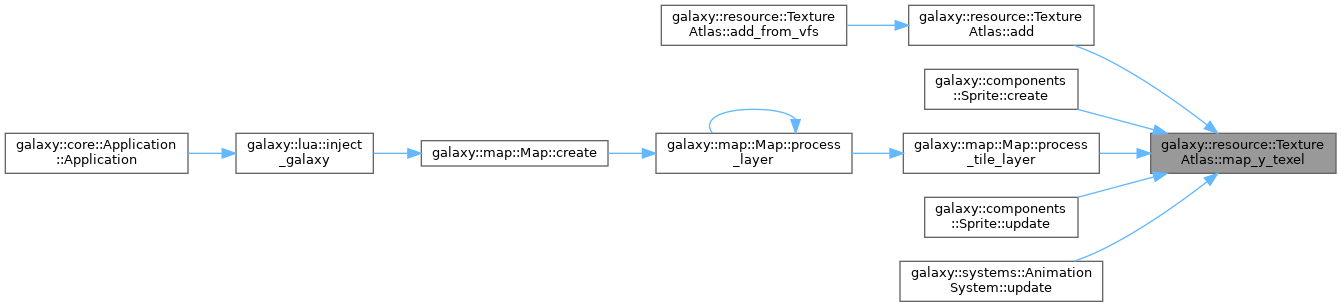 galaxy::resource::Texture
Atlas::add_from_vfs
galaxy::resource::Texture
Atlas::add
galaxy::components
::Sprite::create
galaxy::core::Application
::Application
galaxy::lua::inject
_galaxy
galaxy::map::Map::create
galaxy::map::Map::process
_layer
galaxy::map::Map::process
_tile_layer
galaxy::resource::Texture
Atlas::map_y_texel
galaxy::components
::Sprite::update
galaxy::systems::Animation
System::update